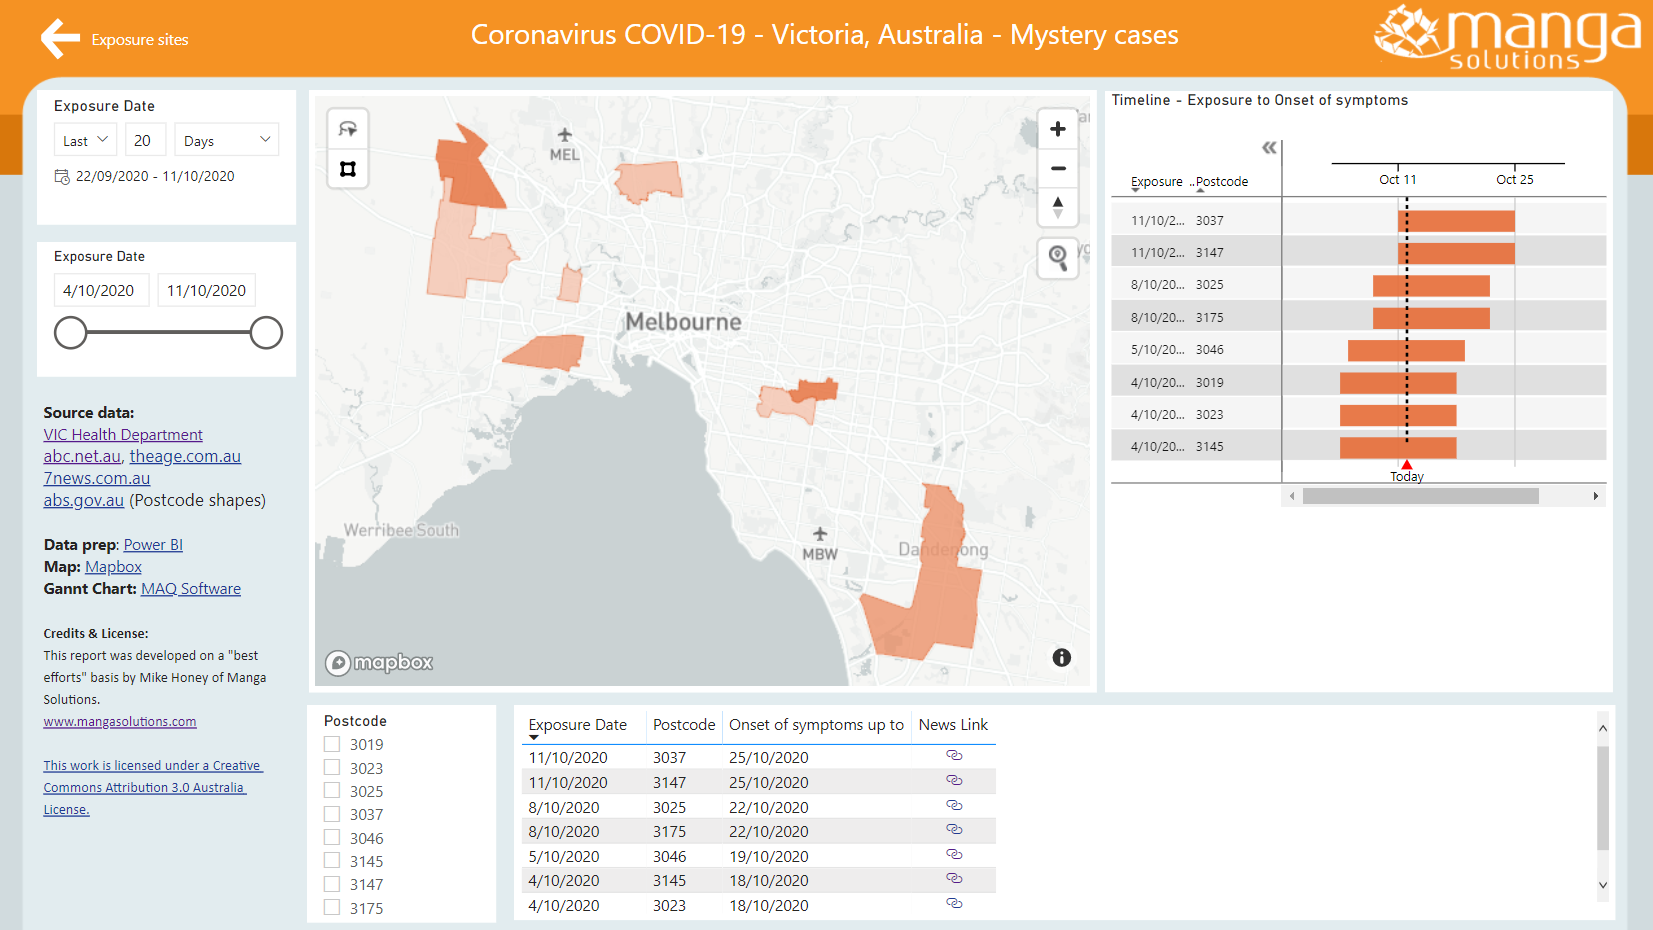 Exposure sites
Coronavirus COVID-19 - Victoria, Australia - Mystery cases
manga
solutions
Exposure Date
Last 20 Days
22/09/2020 - 11/10/2020
Exposure Date
4/10/2020 11/10/2020
Source data:
VIC Health Department
abc.net.au, theage.com.au
7news.com.au
abs.gov.au (Postcode shapes)
Data prep: Power BI
Map: Mapbox
Gannt Chart: MAQ Software
Credits & License:
This report was developed on a "best
efforts" basis by Mike Honey of Manga
Solutions.
www.mangasolutions.com
This work is licensed under a Creative
Commons Attribution 3.0 Australia
License.
MEL
Melbourne
Werribee South
MBW
Dandenong
mapbox
Timeline - Exposure to Onset of symptoms
Exposure .. Postcode
Oct 11 Oct 25
11/10/2... 3037
11/10/2... 3147
8/10/20... 3025
8/10/20... 3175
5/10/20... 3046
4/10/20... 3019
4/10/20... 3023
4/10/20... 3145
Today
Postcode
3019
3023
3025
3037
3046
3145
3147
3175
Exposure Date Postcode Onset of symptoms up to News Link
11/10/2020 3037 25/10/2020
11/10/2020 3147 25/10/2020
8/10/2020 3025 22/10/2020
8/10/2020 3175 22/10/2020
5/10/2020 3046 19/10/2020
4/10/2020 3145 18/10/2020
4/10/2020 3023 18/10/2020